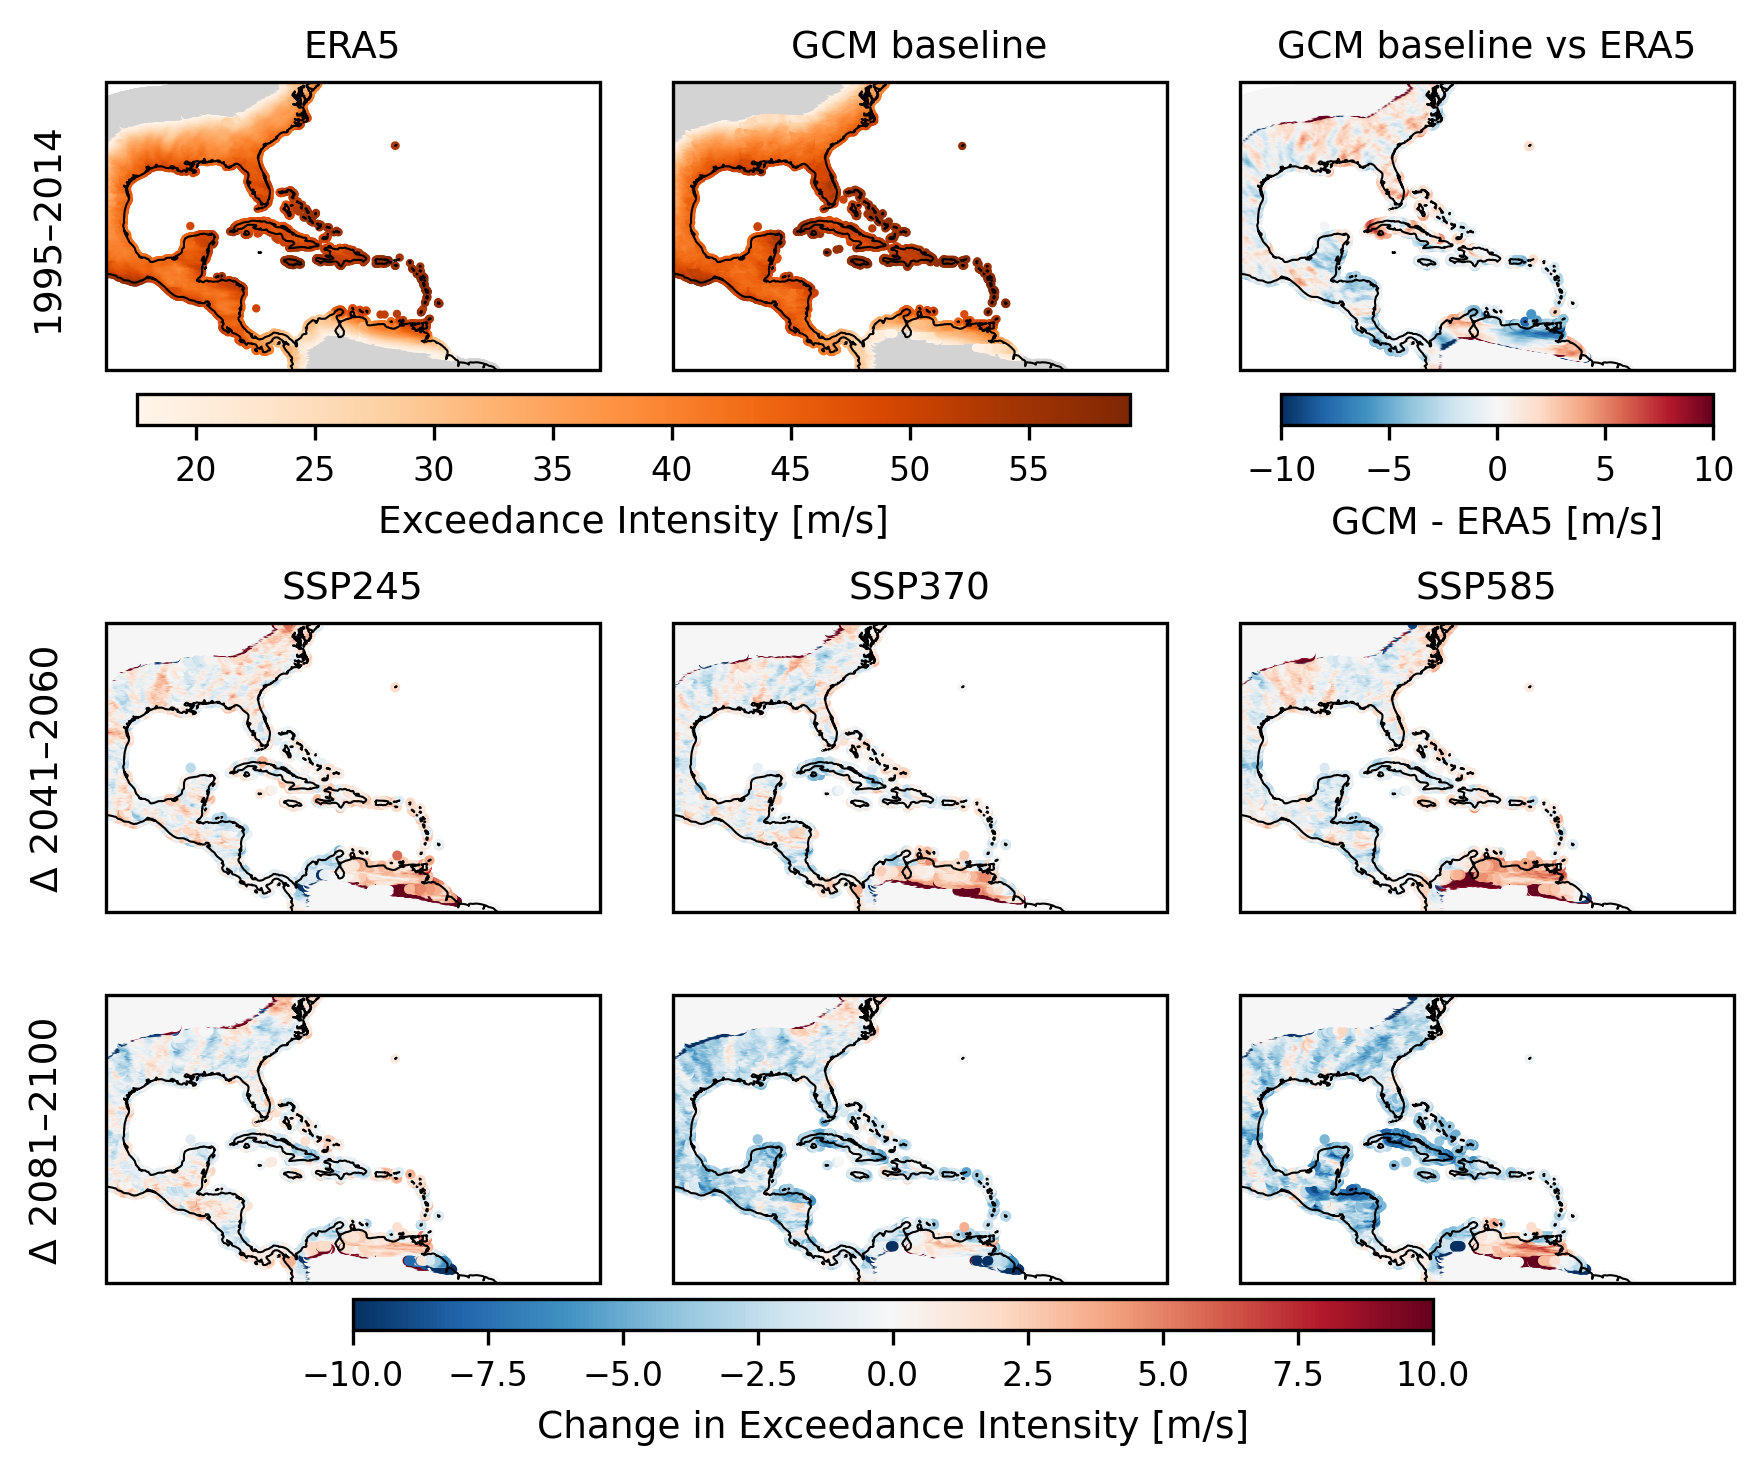 ERA5
GCM baseline
GCM baseline vs ERA5
1995–2014
20 25 30 35 40 45 50 55
Exceedance Intensity [m/s]
−10 −5 0 5 10
GCM - ERA5 [m/s]
SSP245
SSP370
SSP585
Δ 2041–2060
Δ 2081–2100
−10.0 −7.5 −5.0 −2.5 0.0 2.5 5.0 7.5 10.0
Change in Exceedance Intensity [m/s]